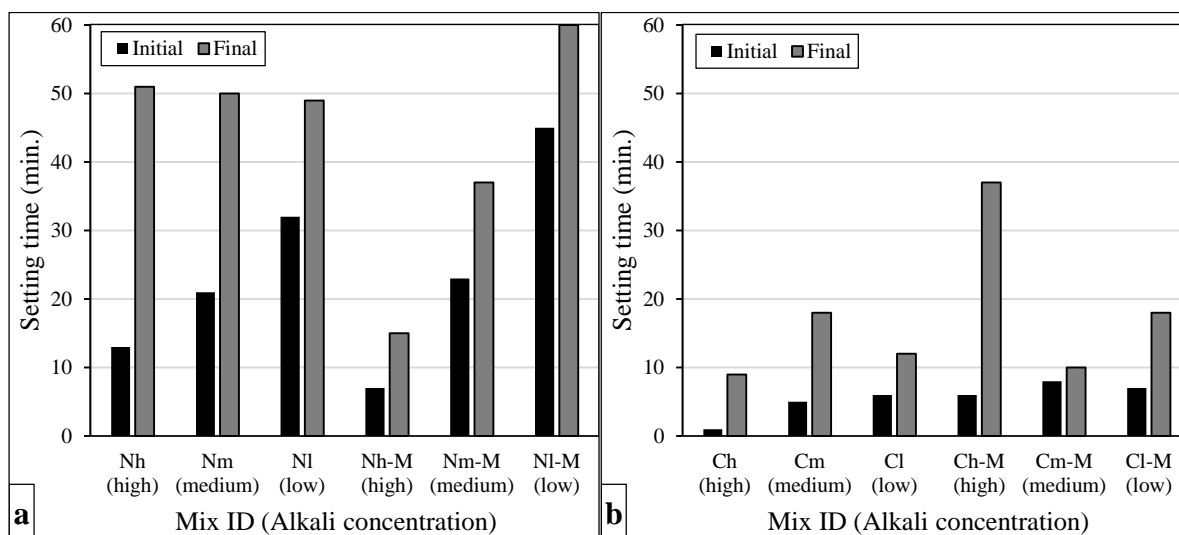 Setting time (min.)
60
50
40
30
20
10
0
Initial Final
Nh Nm Nl Nh-M Nm-M Nl-M
(high) (medium) (low) (high) (medium) (low)
Mix ID (Alkali concentration)
a
Setting time (min.)
60
50
40
30
20
10
0
Initial Final
Ch Cm Cl Ch-M Cm-M Cl-M
(high) (medium) (low) (high) (medium) (low)
Mix ID (Alkali concentration)
b